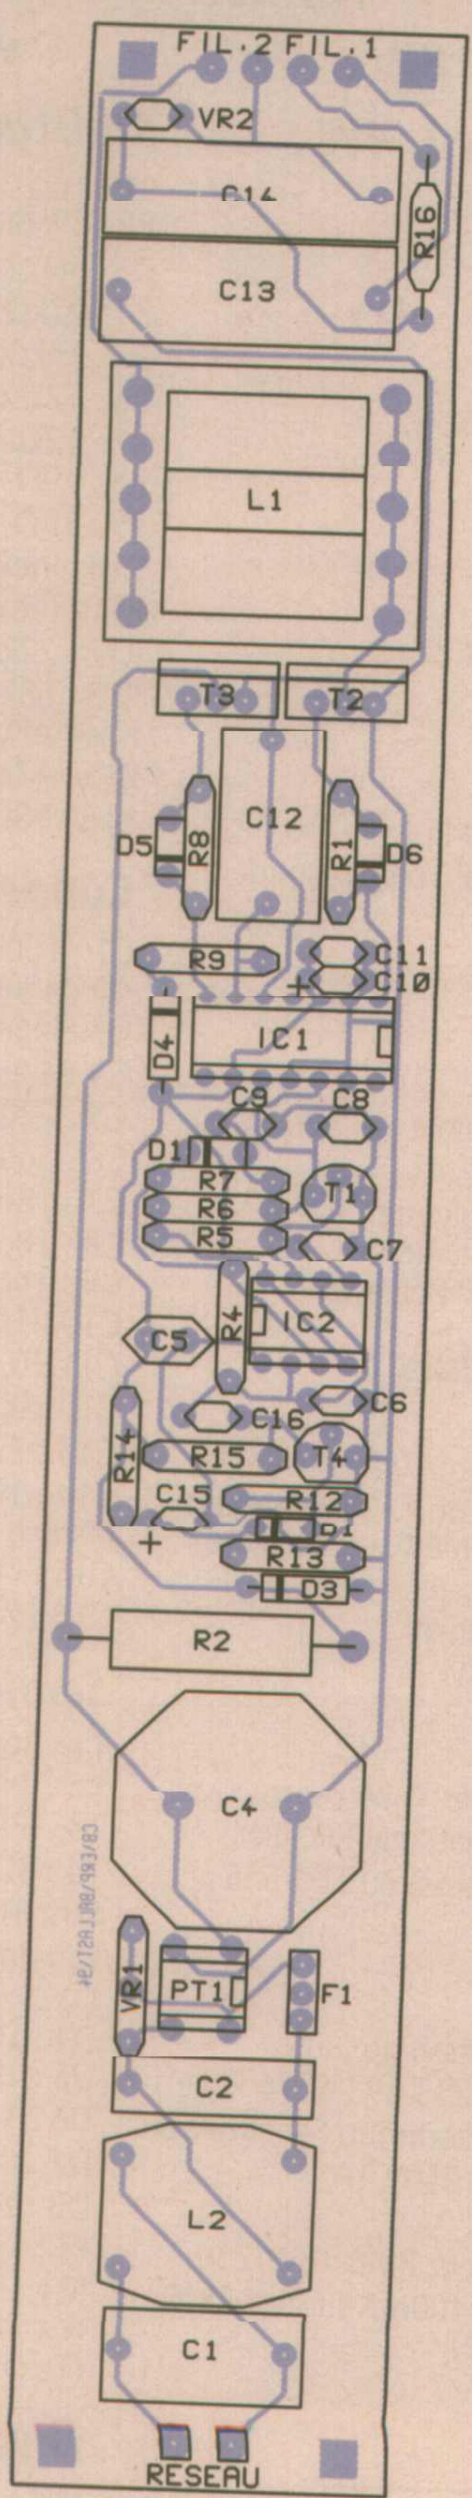 FIL.2 FIL.1
VR2
C14
R16
C13
L1
T3 T2
C12
D5 R8 R1 D6
R9 C11
+ C10
D4 IC1
C9 C8
D1
R7 T1
R6
R5 C7
R4 IC2
C5
C16 C6
R14 R15 T4
C15 R12
+ D1
R13
D3
R2
C4
VR1 PT1 F1
C2
L2
C1
RESEAU